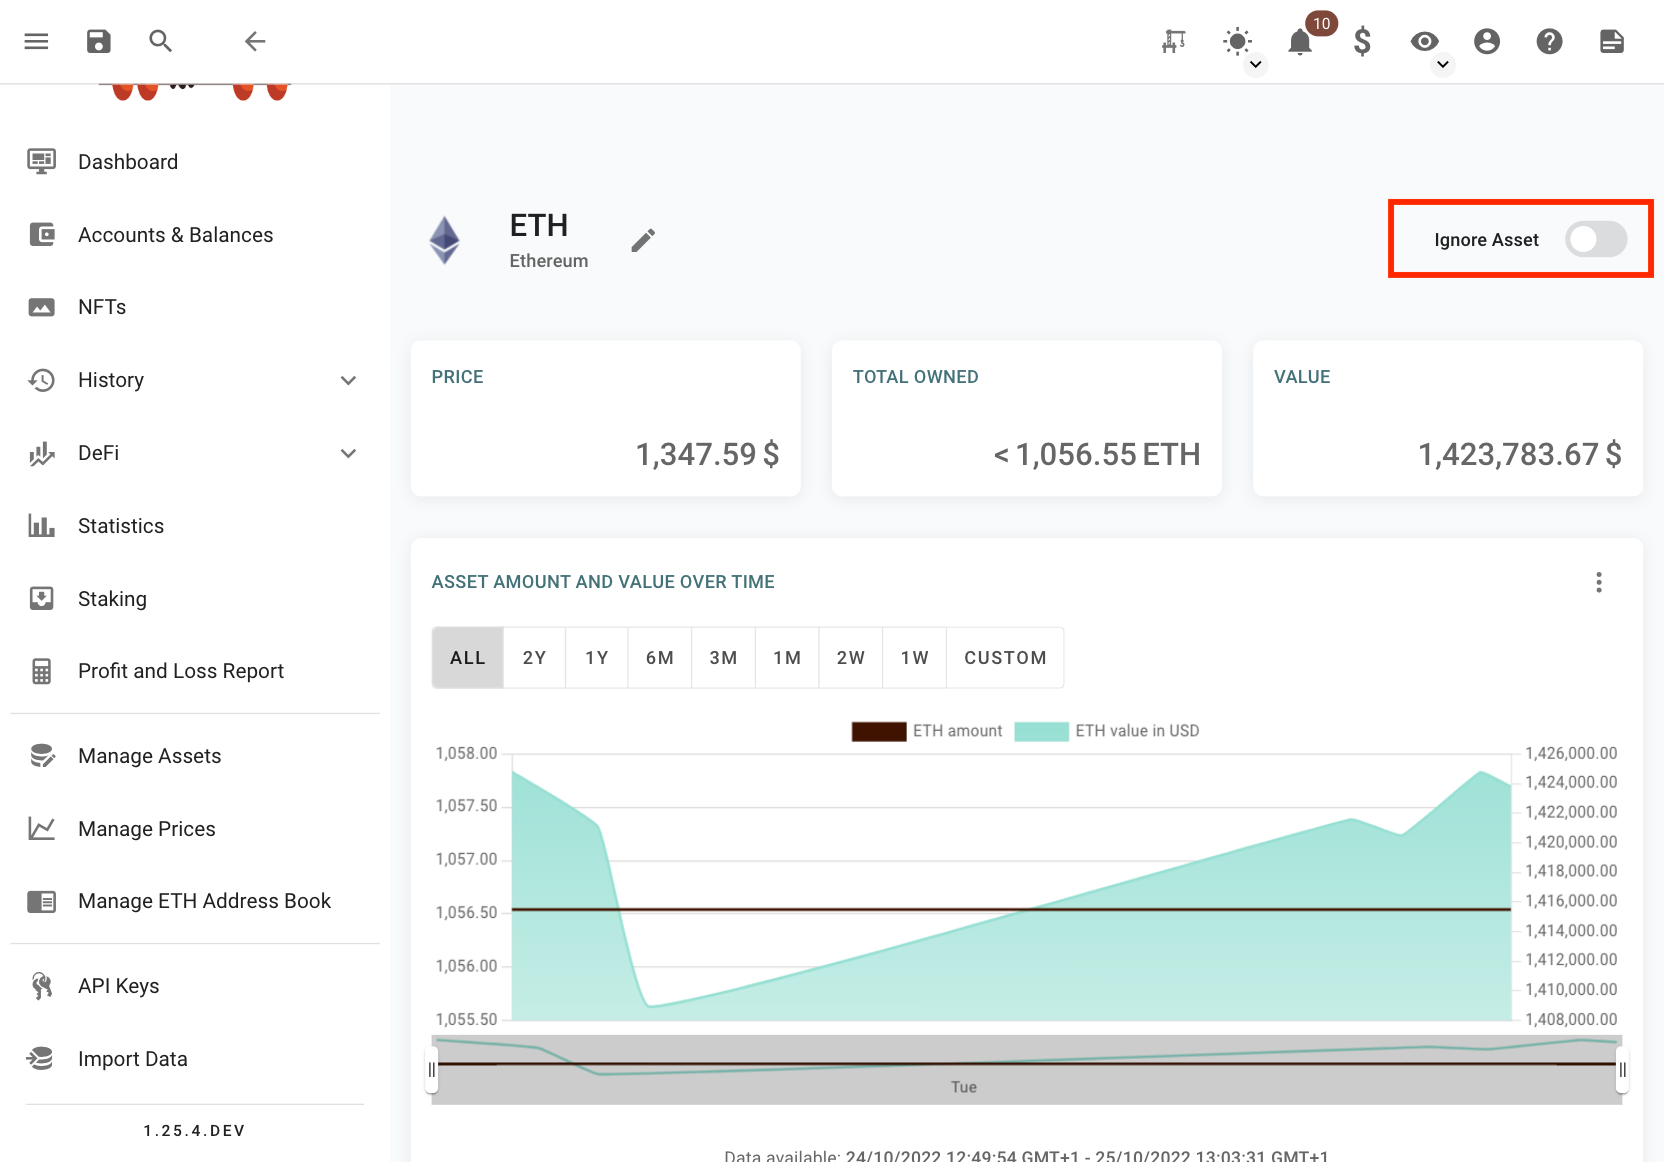 10
Dashboard
Accounts & Balances
NFTs
History
DeFi
Statistics
Staking
Profit and Loss Report
Manage Assets
Manage Prices
Manage ETH Address Book
API Keys
Import Data
1.25.4.DEV
ETH
Ethereum
Ignore Asset
PRICE
1,347.59 $
TOTAL OWNED
< 1,056.55 ETH
VALUE
1,423,783.67 $
ASSET AMOUNT AND VALUE OVER TIME
ALL 2Y 1Y 6M 3M 1M 2W 1W CUSTOM
ETH amount ETH value in USD
1,058.00
1,057.50
1,057.00
1,056.50
1,056.00
1,055.50
1,426,000.00
1,424,000.00
1,422,000.00
1,420,000.00
1,418,000.00
1,416,000.00
1,414,000.00
1,412,000.00
1,410,000.00
1,408,000.00
Tue
Data available: 24/10/2022 12:49:54 GMT+1 - 25/10/2022 13:03:31 GMT+1